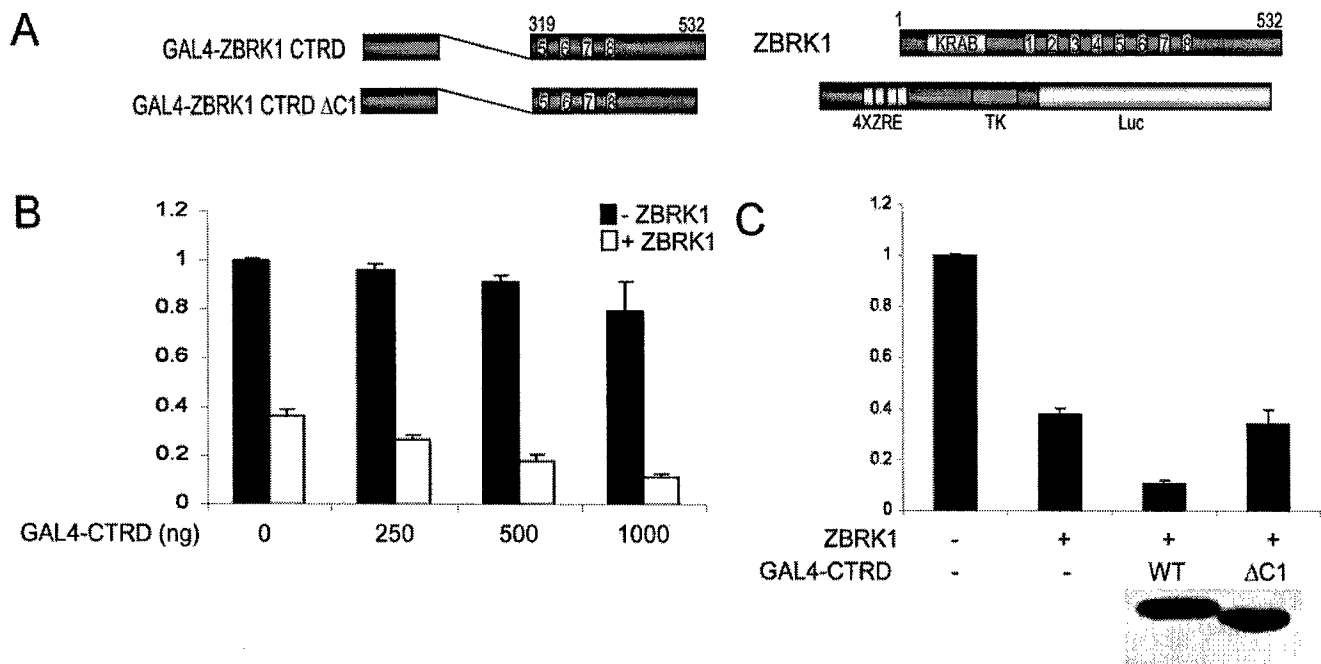 A
GAL4-ZBRK1 CTRD
319 532
5 6 7 8
GAL4-ZBRK1 CTRD ΔC1
5 6 7 8
ZBRK1
1 532
KRAB 1 2 3 4 5 6 7 8
4XZRE TK Luc
B
1.2
1
0.8
0.6
0.4
0.2
0
- ZBRK1
+ ZBRK1
GAL4-CTRD (ng) 0 250 500 1000
C
1.2
1
0.8
0.6
0.4
0.2
0
ZBRK1 - + + +
GAL4-CTRD - - WT ΔC1